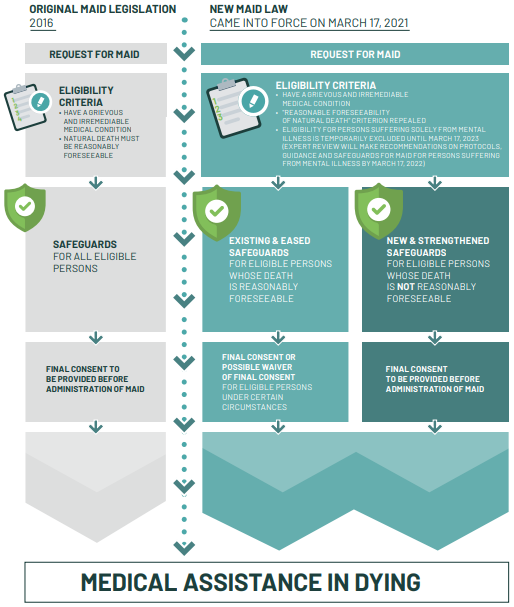 ORIGINAL MAID LEGISLATION
2016
NEW MAID LAW
CAME INTO FORCE ON MARCH 17, 2021
REQUEST FOR MAID
REQUEST FOR MAID
ELIGIBILITY
CRITERIA
• HAVE A GRIEVOUS
AND IRREMEDIABLE
MEDICAL CONDITION
• NATURAL DEATH MUST
BE REASONABLY
FORESEEABLE
ELIGIBILITY CRITERIA
• HAVE A GRIEVOUS AND IRREMEDIABLE
MEDICAL CONDITION
• "REASONABLE FORESEEABILITY
OF NATURAL DEATH" CRITERION REPEALED
• ELIGIBILITY FOR PERSONS SUFFERING SOLELY FROM MENTAL
ILLNESS IS TEMPORARILY EXCLUDED UNTIL MARCH 17, 2023
(EXPERT REVIEW WILL MAKE RECOMMENDATIONS ON PROTOCOLS,
GUIDANCE AND SAFEGUARDS FOR MAID FOR PERSONS SUFFERING
FROM MENTAL ILLNESS BY MARCH 17, 2022)
SAFEGUARDS
FOR ALL ELIGIBLE
PERSONS
EXISTING & EASED
SAFEGUARDS
FOR ELIGIBLE PERSONS
WHOSE DEATH
IS REASONABLY
FORESEEABLE
NEW & STRENGTHENED
SAFEGUARDS
FOR ELIGIBLE PERSONS
WHOSE DEATH
IS NOT REASONABLY
FORESEEABLE
FINAL CONSENT TO
BE PROVIDED BEFORE
ADMINISTRATION OF MAID
FINAL CONSENT OR
POSSIBLE WAIVER
OF FINAL CONSENT
FOR ELIGIBLE PERSONS
UNDER CERTAIN
CIRCUMSTANCES
FINAL CONSENT
TO BE PROVIDED BEFORE
ADMINISTRATION OF MAID
MEDICAL ASSISTANCE IN DYING